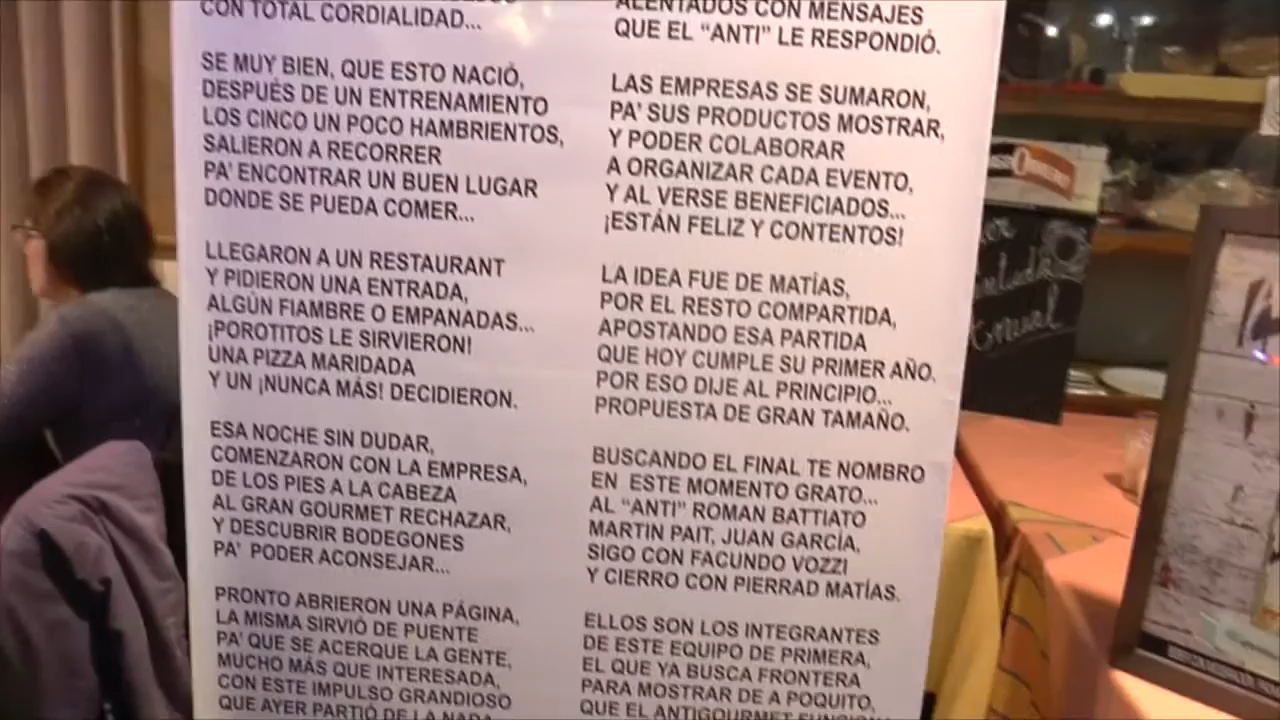 CON TOTAL CORDIALIDAD...
SE MUY BIEN, QUE ESTO NACIÓ,
DESPUÉS DE UN ENTRENAMIENTO
LOS CINCO UN POCO HAMBRIENTOS,
SALIERON A RECORRER
PA' ENCONTRAR UN BUEN LUGAR
DONDE SE PUEDA COMER...
LLEGARON A UN RESTAURANT
Y PIDIERON UNA ENTRADA,
ALGÚN FIAMBRE O EMPANADAS...
¡POROTITOS LE SIRVIERON!
UNA PIZZA MARIDADA
Y UN ¡NUNCA MÁS! DECIDIERON.
ESA NOCHE SIN DUDAR,
COMENZARON CON LA EMPRESA,
DE LOS PIES A LA CABEZA
AL GRAN GOURMET RECHAZAR,
Y DESCUBRIR BODEGONES
PA' PODER ACONSEJAR...
PRONTO ABRIERON UNA PÁGINA,
LA MISMA SIRVIÓ DE PUENTE
PA' QUE SE ACERQUE LA GENTE,
MUCHO MÁS QUE INTERESADA,
CON ESTE IMPULSO GRANDIOSO
QUE AYER PARTIÓ DE LA NADA
ALENTADOS CON MENSAJES
QUE EL “ANTI” LE RESPONDIÓ.
LAS EMPRESAS SE SUMARON,
PA' SUS PRODUCTOS MOSTRAR,
Y PODER COLABORAR
A ORGANIZAR CADA EVENTO,
Y AL VERSE BENEFICIADOS...
¡ESTÁN FELIZ Y CONTENTOS!
LA IDEA FUE DE MATÍAS,
POR EL RESTO COMPARTIDA,
APOSTANDO ESA PARTIDA
QUE HOY CUMPLE SU PRIMER AÑO.
POR ESO DIJE AL PRINCIPIO...
PROPUESTA DE GRAN TAMAÑO.
BUSCANDO EL FINAL TE NOMBRO
EN ESTE MOMENTO GRATO...
AL “ANTI” ROMAN BATTIATO
MARTIN PAIT, JUAN GARCÍA,
SIGO CON FACUNDO VOZZI
Y CIERRO CON PIERRAD MATÍAS.
ELLOS SON LOS INTEGRANTES
DE ESTE EQUIPO DE PRIMERA,
EL QUE YA BUSCA FRONTERA
PARA MOSTRAR DE A POQUITO,
QUE EL ANTIGOURMET